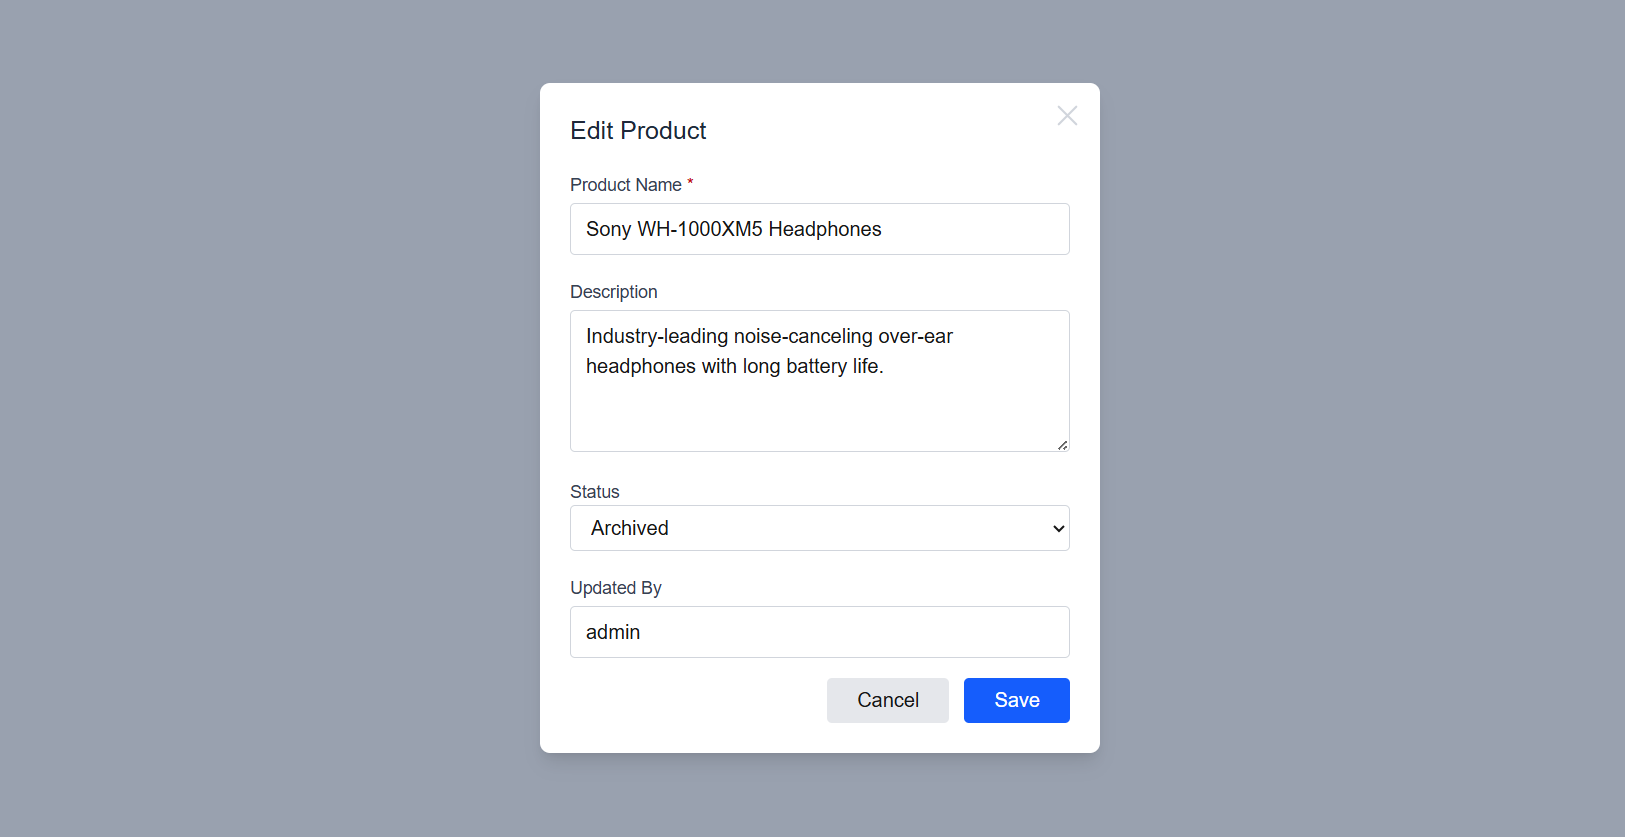 Edit Product
Product Name *
Sony WH-1000XM5 Headphones
Description
Industry-leading noise-canceling over-ear
headphones with long battery life.
Status
Archived
Updated By
admin
Cancel Save